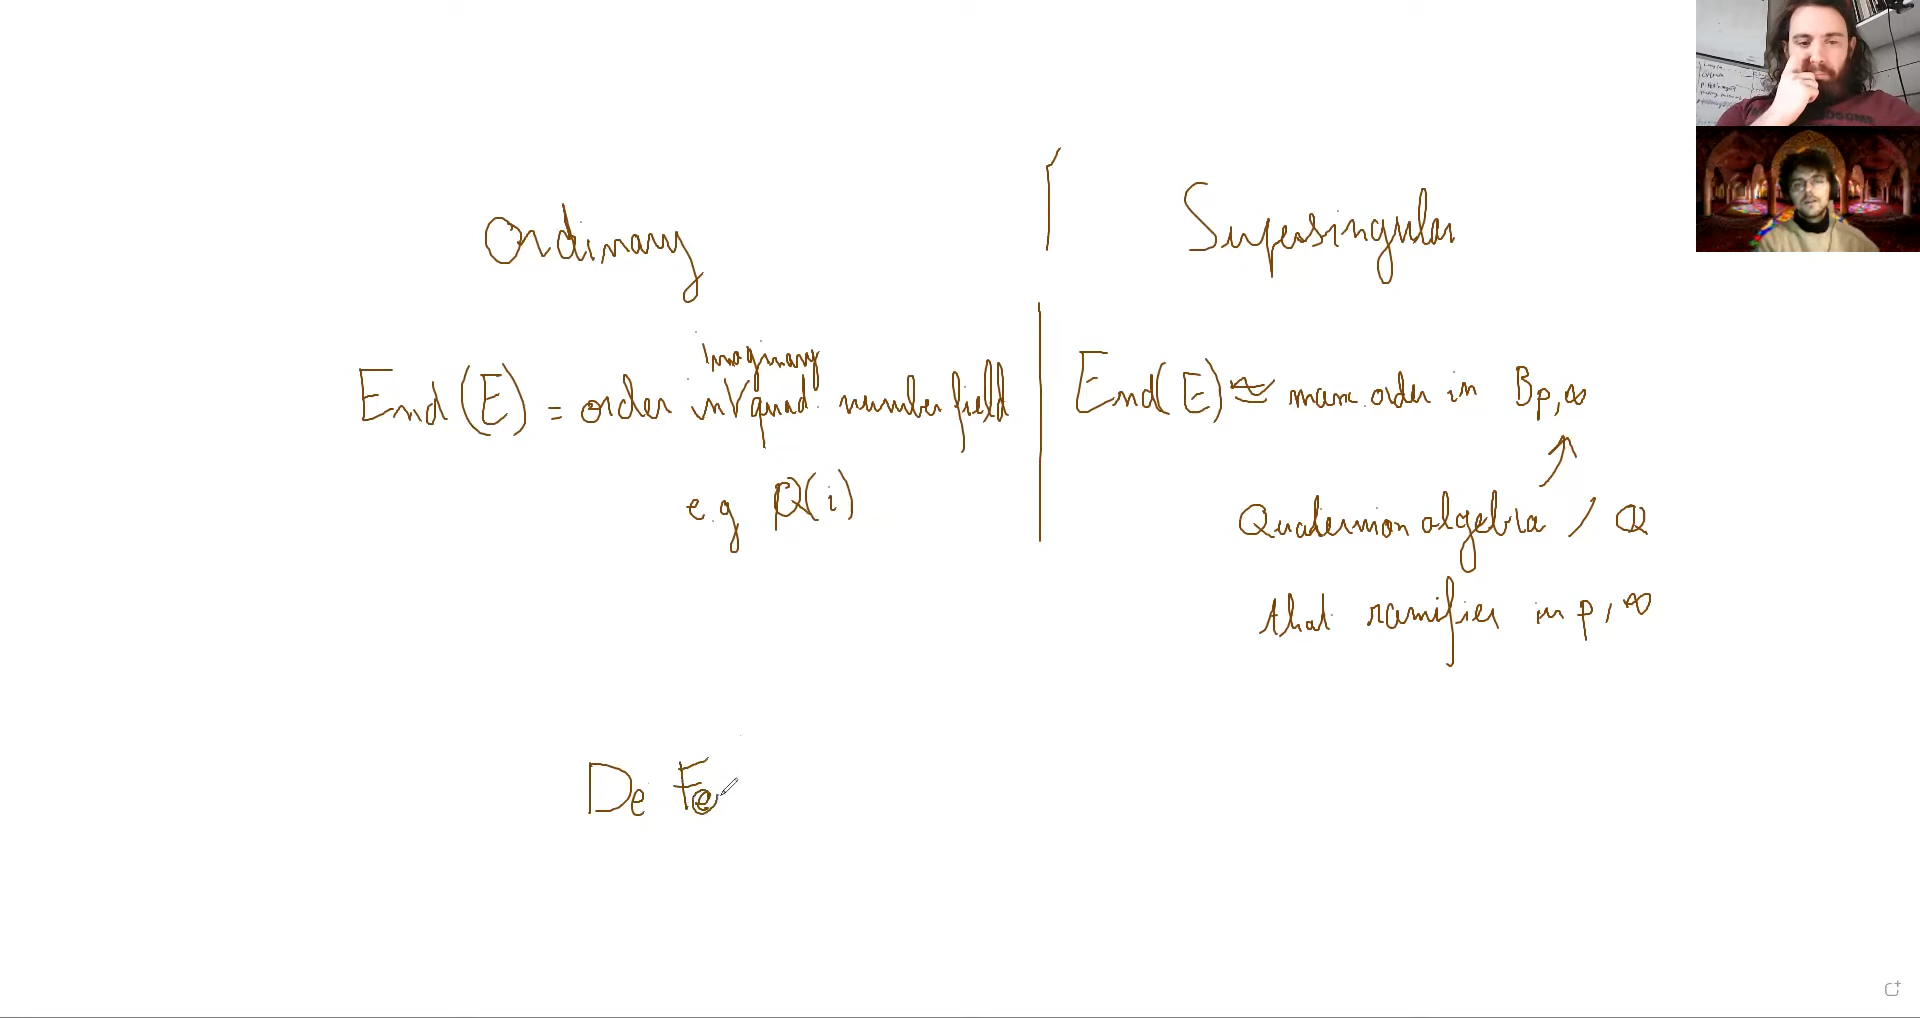 Ordinary
Supersingular
End(E) = order in imaginary quad. number field
e.g Q(i)
End(E) ≃ max. order in Bp,∞
Quaternion algebra / Q
that ramifies in p, ∞
De Fe